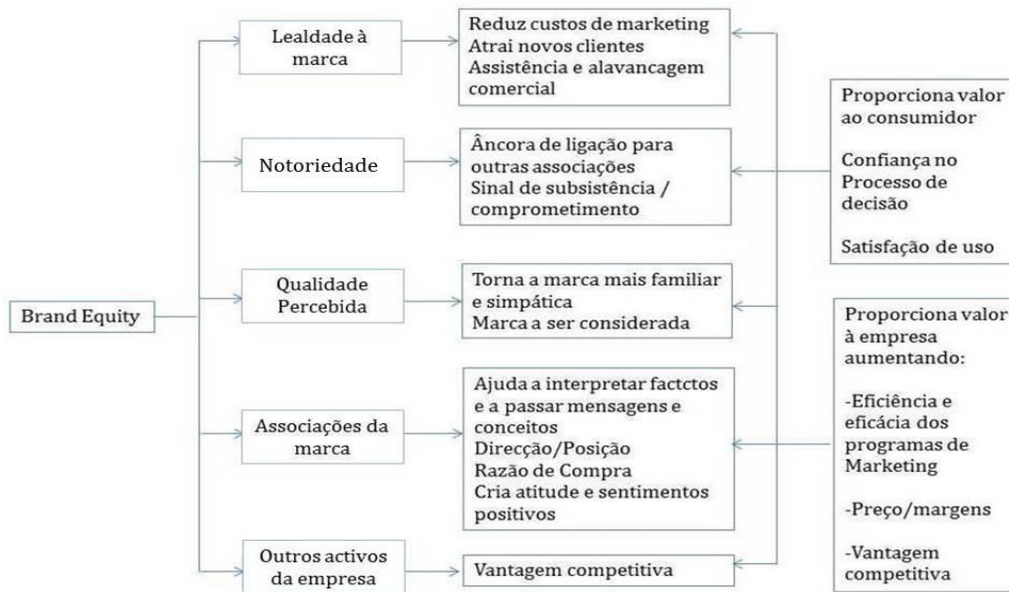 Brand Equity
Lealdade à
marca
Reduz custos de marketing
Atrai novos clientes
Assistência e alavancagem
comercial
Notoriedade
Âncora de ligação para
outras associações
Sinal de subsistência /
comprometimento
Qualidade
Percebida
Torna a marca mais familiar
e simpática
Marca a ser considerada
Associações da
marca
Ajuda a interpretar factctos
e a passar mensagens e
conceitos
Direcção/Posição
Razão de Compra
Cria atitude e sentimentos
positivos
Outros activos
da empresa
Vantagem competitiva
Proporciona valor
ao consumidor
Confiança no
Processo de
decisão
Satisfação de uso
Proporciona valor
à empresa
aumentando:
-Eficiência e
eficácia dos
programas de
Marketing
-Preço/margens
-Vantagem
competitiva